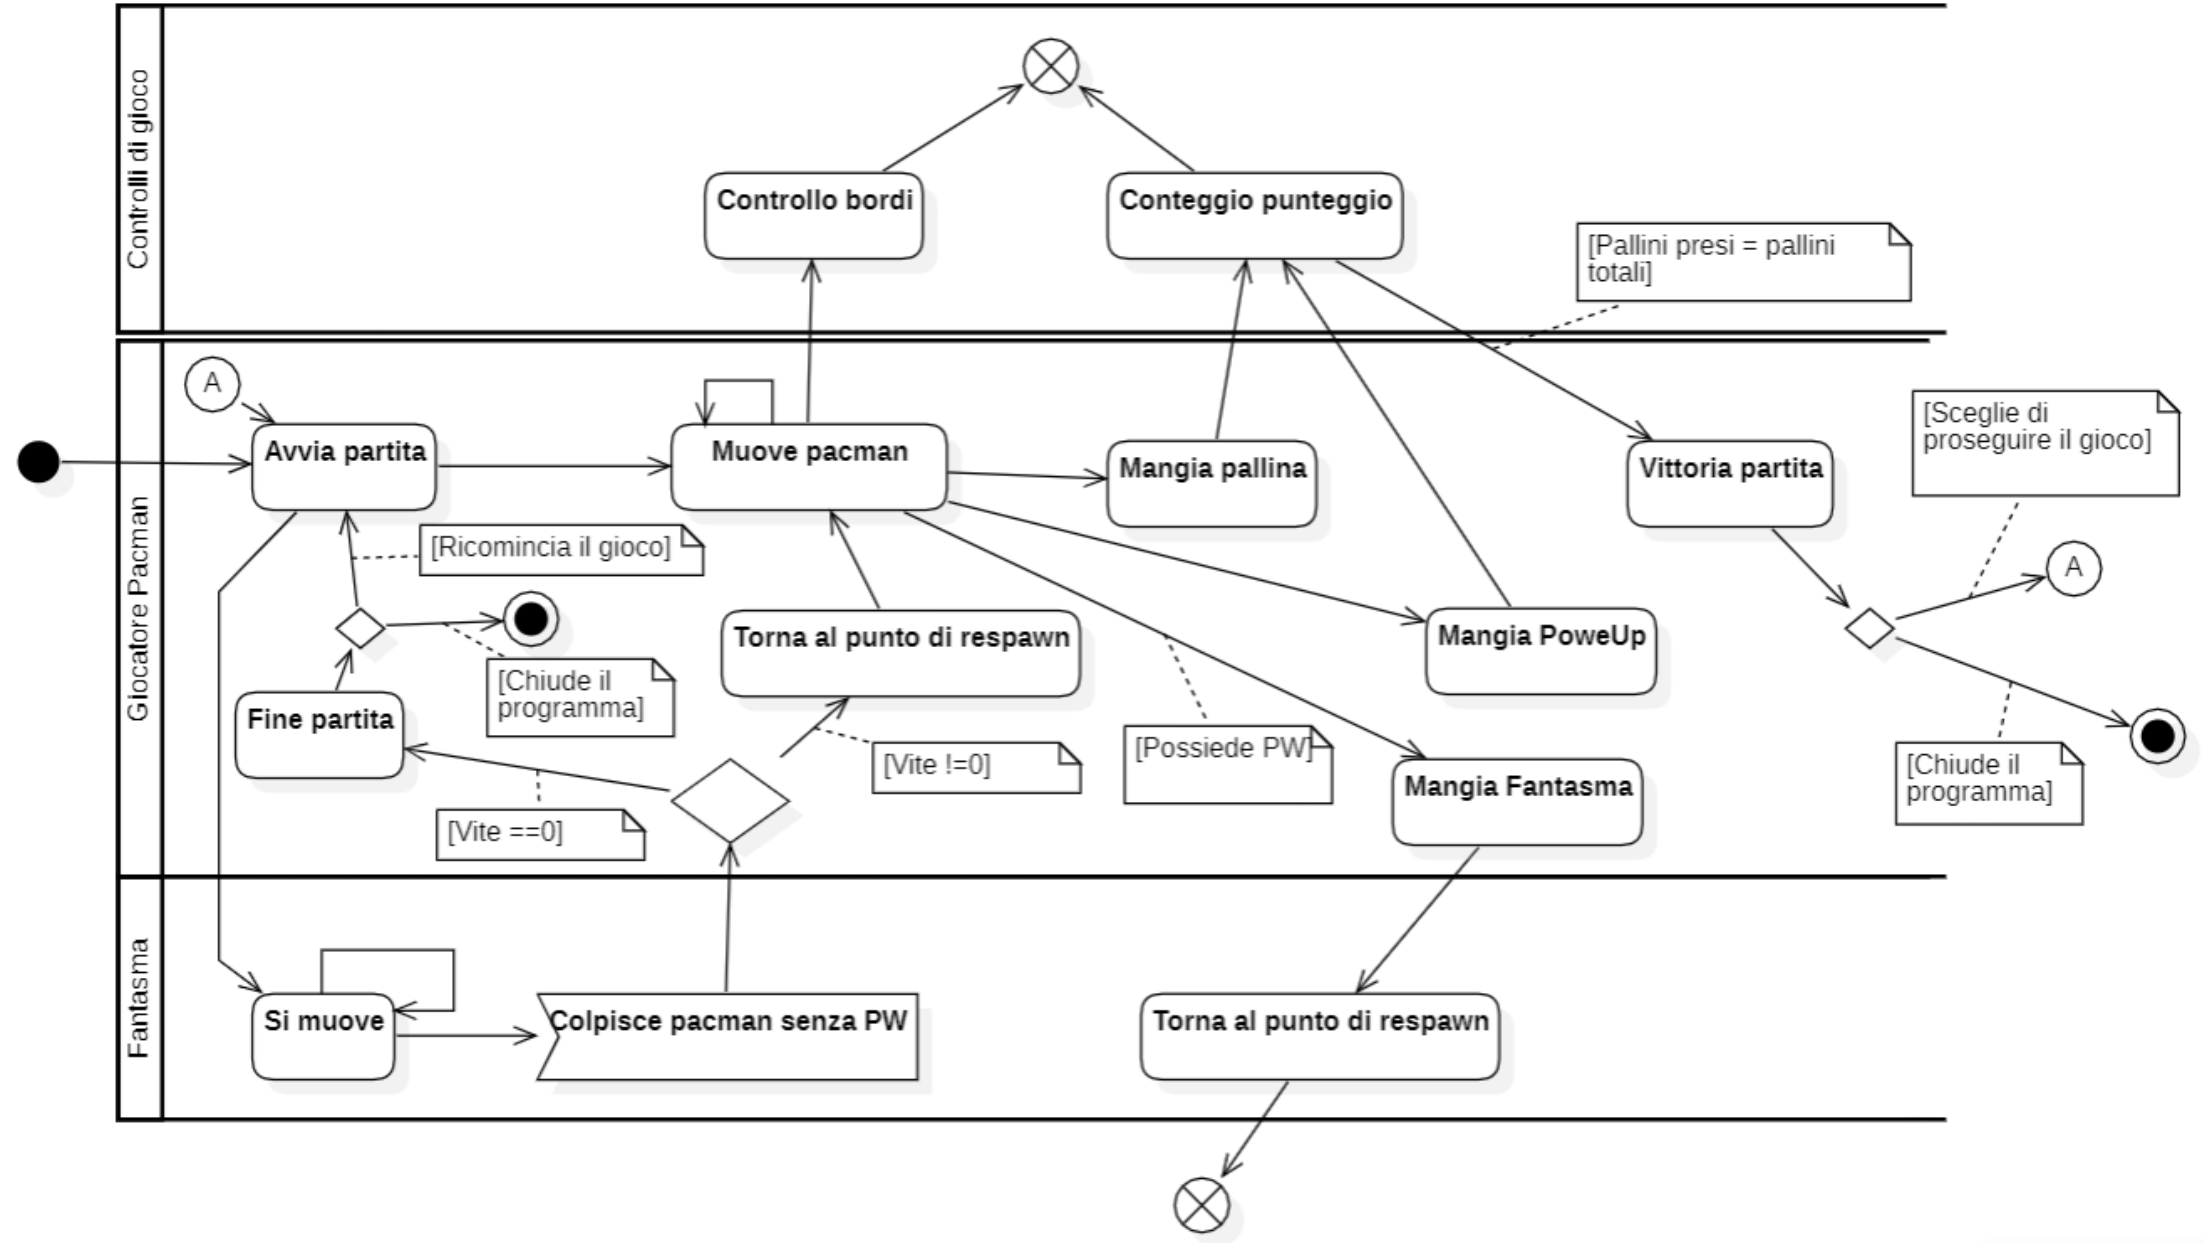 Controlli di gioco
Controllo bordi
Conteggio punteggio
[Pallini presi = pallini
totali]
Giocatore Pacman
A
Avvia partita
Muove pacman
Mangia pallina
Vittoria partita
[Sceglie di
proseguire il gioco]
[Ricomincia il gioco]
A
Torna al punto di respawn
Mangia PoweUp
[Chiude il
programma]
Fine partita
[Vite !=0]
[Possiede PW]
Mangia Fantasma
[Chiude il
programma]
[Vite ==0]
Fantasma
Si muove
Colpisce pacman senza PW
Torna al punto di respawn